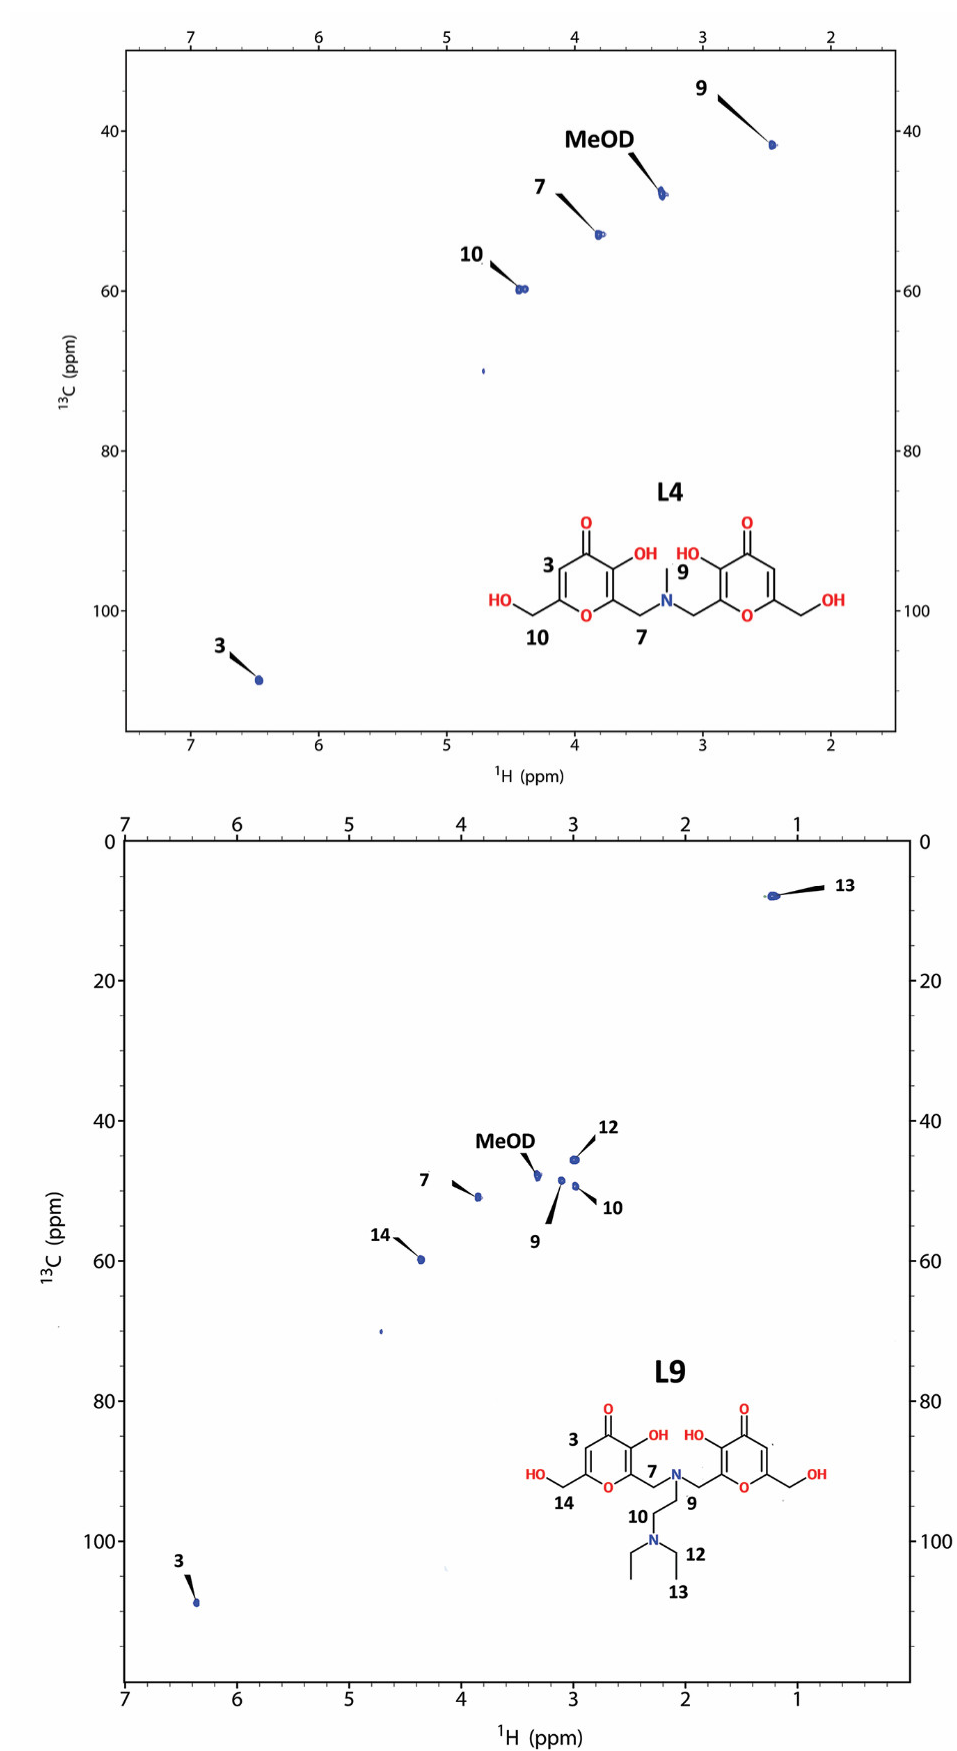 7 6 5 4 3 2
9
40 40
MeOD
7
10
60 60
¹³C (ppm)
80 80
L4
O O
3 OH HO 9
100 HO O N O OH 100
10 7
3
7 6 5 4 3 2
¹H (ppm)
7 6 5 4 3 2 1
0 0
13
20 20
40 40
12
MeOD
7
10
14 9
60 60
¹³C (ppm)
L9
80 80
O O
3 OH HO
HO 7 N OH
O O
14 9
10
100 N 100
12
3
13
7 6 5 4 3 2 1
¹H (ppm)